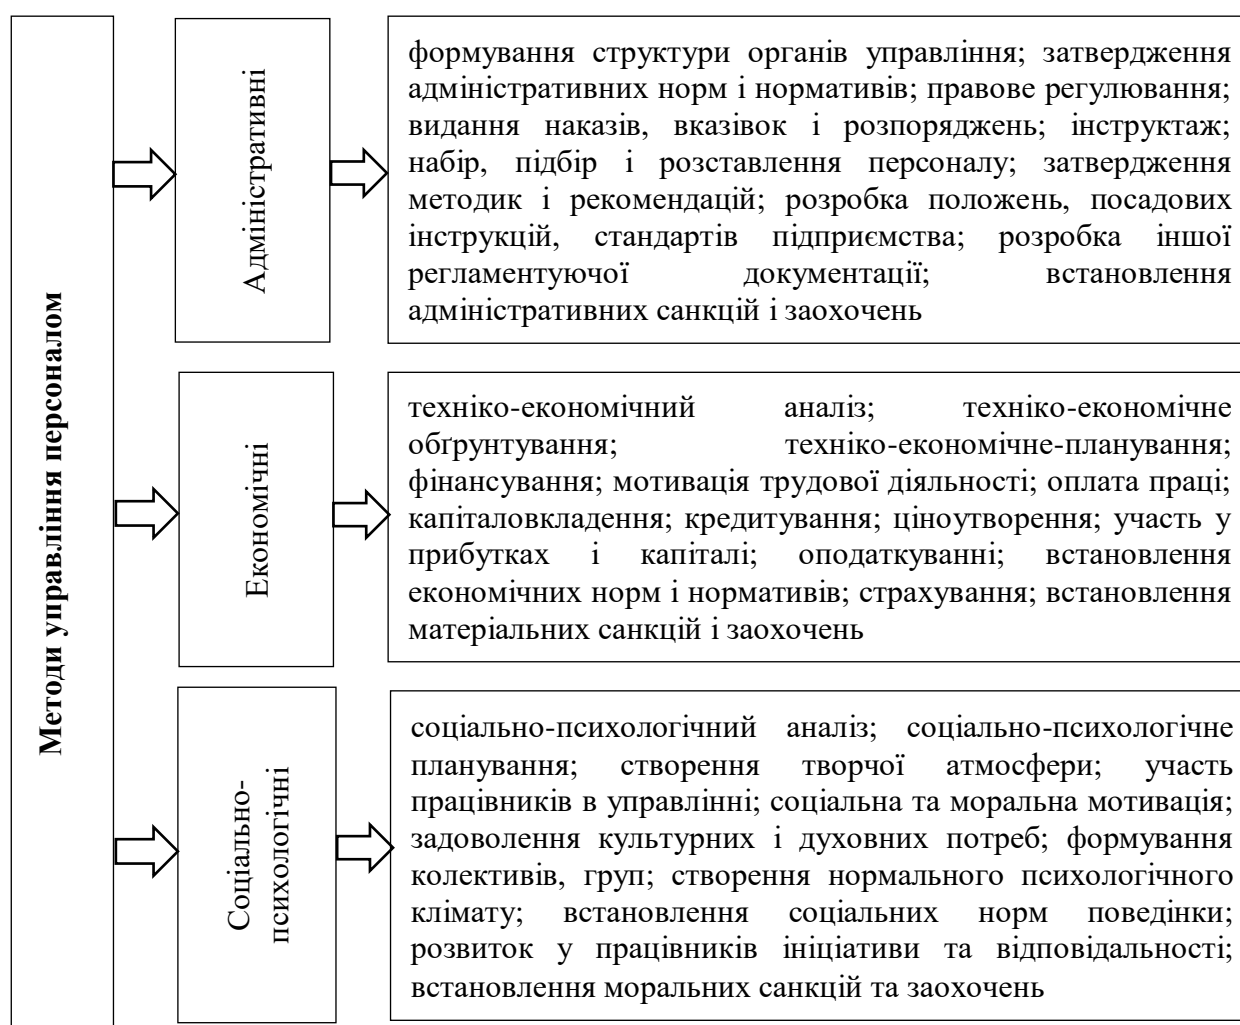 Методи управління персоналом
Адміністративні
формування структури органів управління; затвердження
адміністративних норм і нормативів; правове регулювання;
видання наказів, вказівок і розпоряджень; інструктаж;
набір, підбір і розставлення персоналу; затвердження
методик і рекомендацій; розробка положень, посадових
інструкцій, стандартів підприємства; розробка іншої
регламентуючої документації; встановлення
адміністративних санкцій і заохочень
Економічні
техніко-економічний аналіз; техніко-економічне
обґрунтування; техніко-економічне-планування;
фінансування; мотивація трудової діяльності; оплата праці;
капіталовкладення; кредитування; ціноутворення; участь у
прибутках і капіталі; оподаткуванні; встановлення
економічних норм і нормативів; страхування; встановлення
матеріальних санкцій і заохочень
Соціально-
психологічні
соціально-психологічний аналіз; соціально-психологічне
планування; створення творчої атмосфери; участь
працівників в управлінні; соціальна та моральна мотивація;
задоволення культурних і духовних потреб; формування
колективів, груп; створення нормального психологічного
клімату; встановлення соціальних норм поведінки;
розвиток у працівників ініціативи та відповідальності;
встановлення моральних санкцій та заохочень